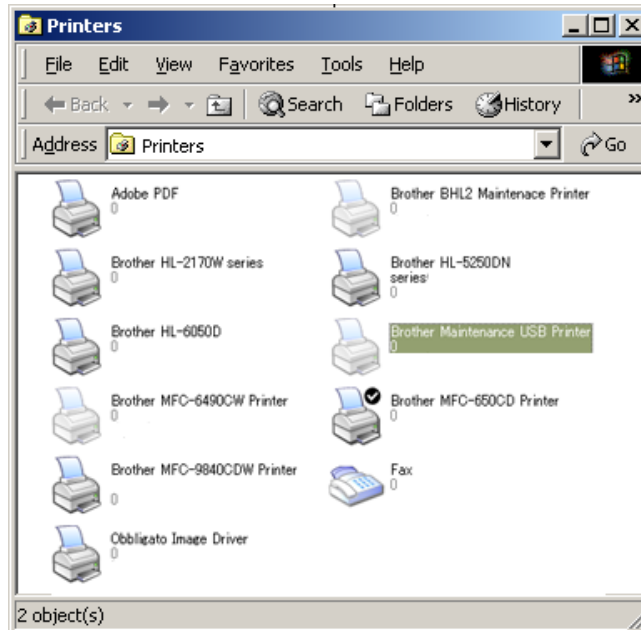 Printers
File Edit View Favorites Tools Help
Back Search Folders History »
Address Printers Go
Adobe PDF
0
Brother BHL2 Maintenace Printer
0
Brother HL-2170W series
0
Brother HL-5250DN
series
0
Brother HL-6050D
0
Brother Maintenance USB Printer
0
Brother MFC-6490CW Printer
0
Brother MFC-650CD Printer
0
Brother MFC-9840CDW Printer
0
Fax
0
Obbligato Image Driver
0
2 object(s)